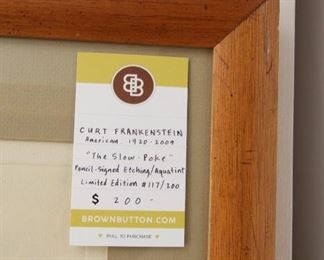 BB
CURT FRANKENSTEIN
American. 1920-2009
"The Slow-Poke"
Pencil-Signed Etching/Aquatint
Limited Edition #117/200
$ 200-
BROWNBUTTON.COM
PULL TO PURCHASE